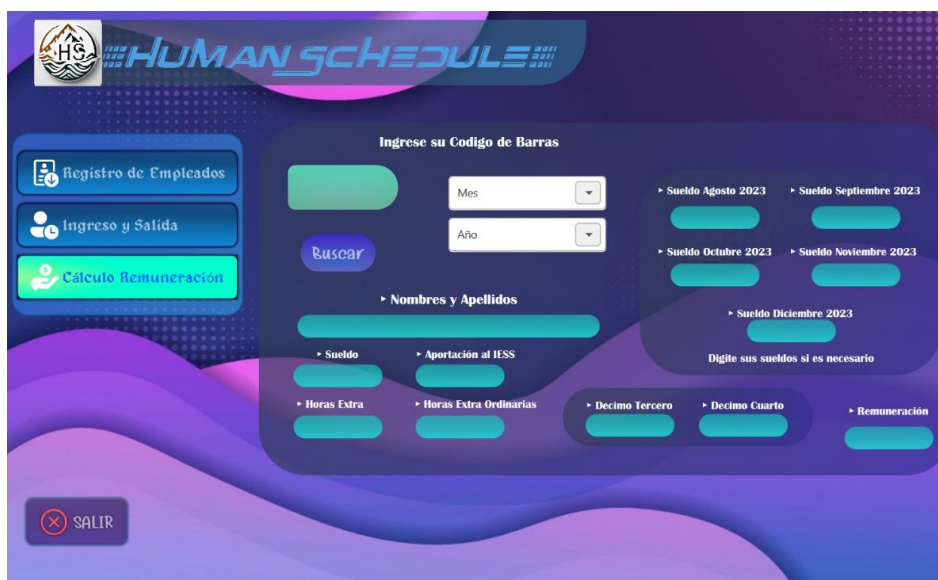 HS
HUMAN SCHEDULE
Ingrese su Codigo de Barras
Registro de Empleados
Ingreso y Salida
Cálculo Remuneración
Mes
Año
Buscar
Sueldo Agosto 2023
Sueldo Septiembre 2023
Sueldo Octubre 2023
Sueldo Noviembre 2023
Sueldo Diciembre 2023
Digite sus sueldos si es necesario
Nombres y Apellidos
Sueldo
Aportación al IESS
Horas Extra
Horas Extra Ordinarias
Decimo Tercero
Decimo Cuarto
Remuneración
SALIR